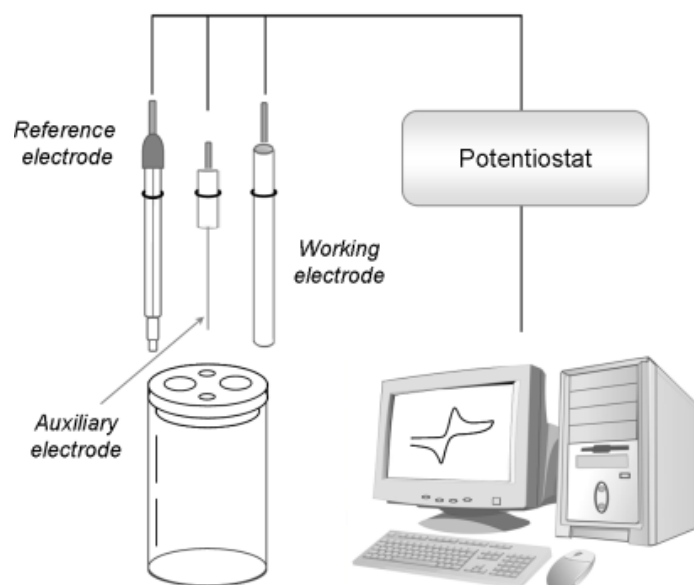 Reference
electrode
Potentiostat
Working
electrode
Auxiliary
electrode